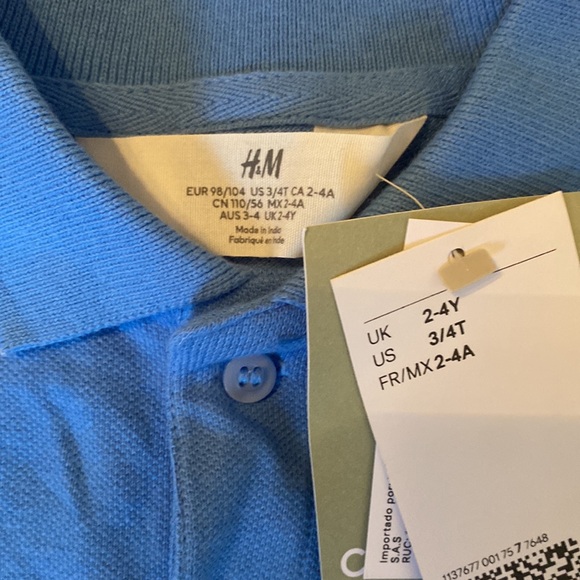 H&M
EUR 98/104 US 3/4T CA 2-4A
CN 110/56 MX 2-4A
AUS 3-4 UK 2-4Y
Made in India
Fabriqué en Inde
UK 2-4Y
US 3/4T
FR/MX 2-4A
Importado por
S.A.S
RUC
C
1137677 001 75 7 7648